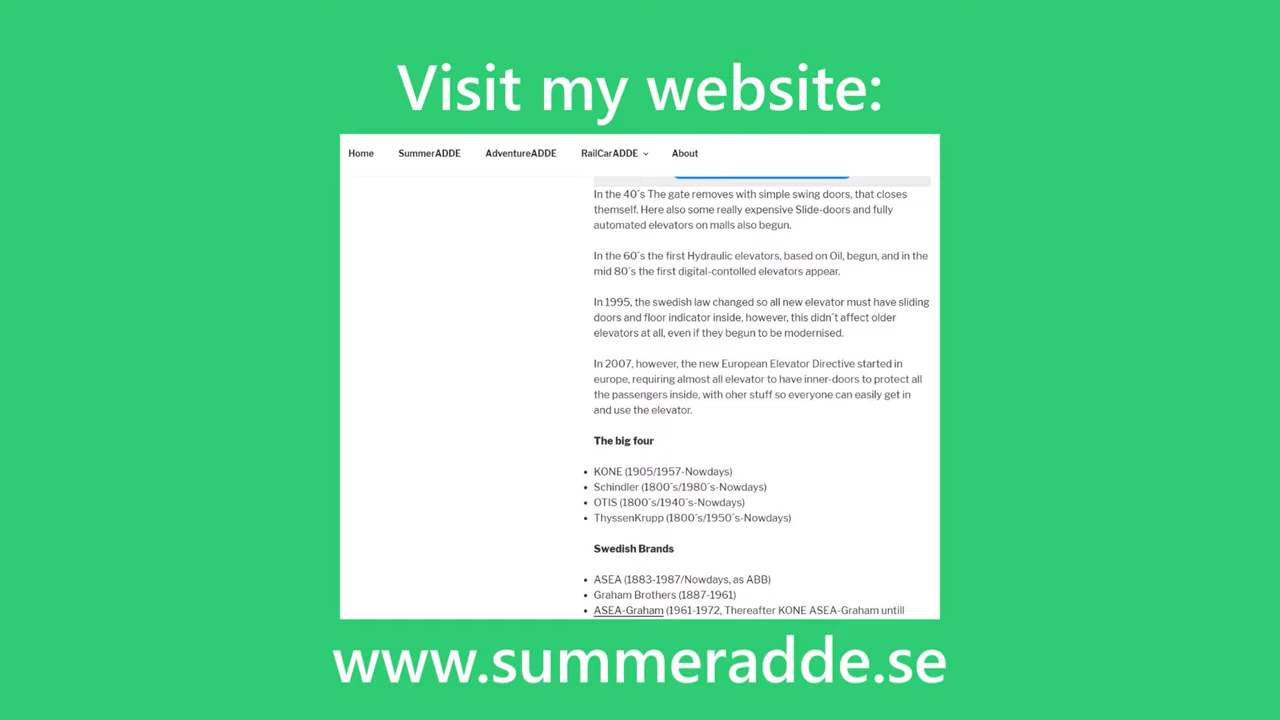 Visit my website:
Home SummerADDE AdventureADDE RailCarADDE About
In the 40´s The gate removes with simple swing doors, that closes
themself. Here also some really expensive Slide-doors and fully
automated elevators on malls also begun.
In the 60´s the first Hydraulic elevators, based on Oil, begun, and in the
mid 80´s the first digital-contolled elevators appear.
In 1995, the swedish law changed so all new elevator must have sliding
doors and floor indicator inside, however, this didn´t affect older
elevators at all, even if they begun to be modernised.
In 2007, however, the new European Elevator Directive started in
europe, requiring almost all elevator to have inner-doors to protect all
the passengers inside, with oher stuff so everyone can easily get in
and use the elevator.
The big four
• KONE (1905/1957-Nowdays)
• Schindler (1800´s/1980´s-Nowdays)
• OTIS (1800´s/1940´s-Nowdays)
• ThyssenKrupp (1800´s/1950´s-Nowdays)
Swedish Brands
• ASEA (1883-1987/Nowdays, as ABB)
• Graham Brothers (1887-1961)
• ASEA-Graham (1961-1972, Thereafter KONE ASEA-Graham untill
www.summeradde.se